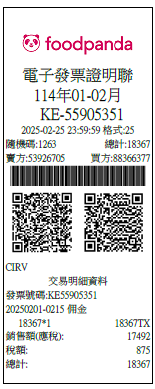 foodpanda
電子發票證明聯
114年01-02月
KE-55905351
2025-02-25 23:59:59 格式:25
隨機碼:1263 總計:18367
賣方:53926705 買方:88366377
CIRV
交易明細資料
發票號碼:KE55905351
20250201-0215 佣金
18367*1 18367TX
銷售額(應稅): 17492
稅額: 875
總計: 18367